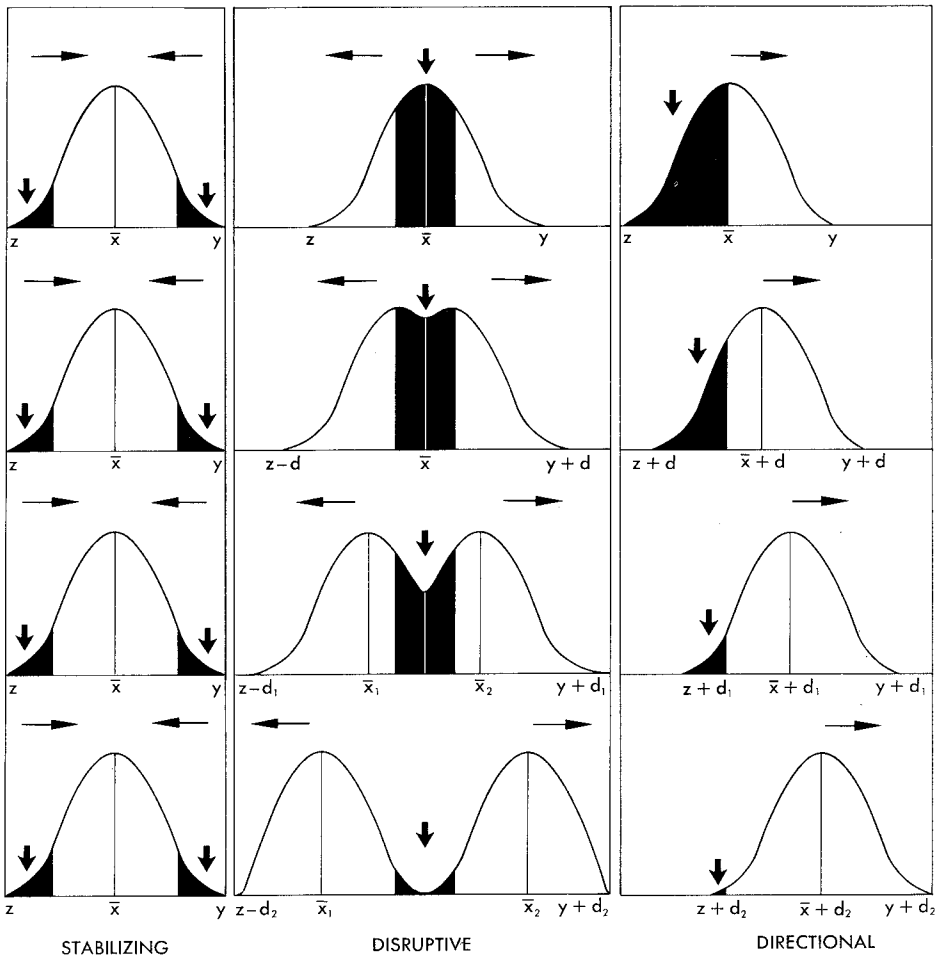 z x̄ y z x̄ y z x̄ y
z x̄ y z–d x̄ y+d z+d x̄+d y+d
z x̄ y z–d₁ x̄₁ x̄₂ y+d₁ z+d₁ x̄+d₁ y+d₁
z x̄ y z–d₂ x̄₁ x̄₂ y+d₂ z+d₂ x̄+d₂ y+d₂
STABILIZING DISRUPTIVE DIRECTIONAL